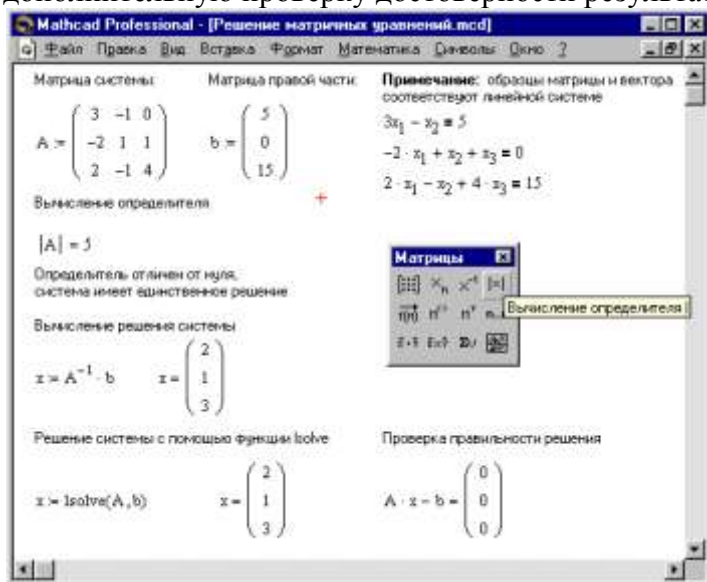 дополнительную проверку достоверности результа
Mathcad Professional - [Решение матричных уравнений.mcd]
Файл Правка Вид Вставка Формат Математика Символы Окно ?
Матрица системы: Матрица правой части: Примечание: образцы матрицы и вектора
соответствуют линейной системе
3x₁ − x₂ = 5
−2 · x₁ + x₂ + x₃ = 0
2 · x₁ − x₂ + 4 · x₃ = 15
A := ( 3 −1 0 ) b := ( 5 )
( −2 1 1 ) ( 0 )
( 2 −1 4 ) ( 15 )
Вычисление определителя
|A| = 5
Определитель отличен от нуля,
система имеет единственное решение
Матрицы
Вычисление определителя
Вычисление решения системы
x := A⁻¹ · b x = ( 2 )
( 1 )
( 3 )
Решение системы с помощью функции lsolve Проверка правильности решения
x := lsolve(A,b) x = ( 2 ) A · x − b = ( 0 )
( 1 ) ( 0 )
( 3 ) ( 0 )